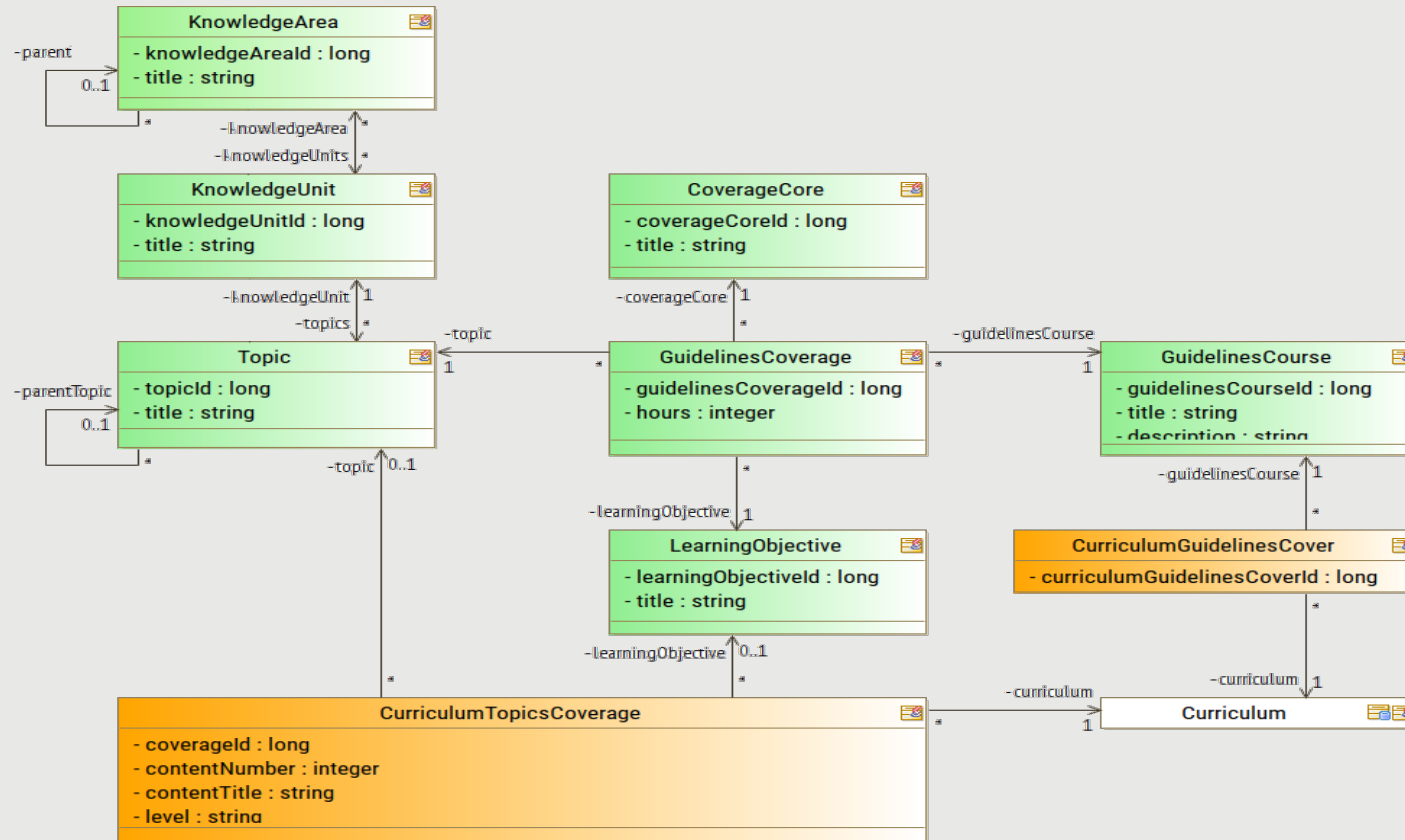 KnowledgeArea
- knowledgeAreaId : long
- title : string
-parent
0..1
*
-knowledgeArea
*
-knowledgeUnits
*
KnowledgeUnit
- knowledgeUnitId : long
- title : string
CoverageCore
- coverageCoreId : long
- title : string
-knowledgeUnit
1
-topics
*
-coverageCore
1
*
-topic
1
*
-guidelinesCourse
*
1
Topic
- topicId : long
- title : string
-parentTopic
0..1
*
GuidelinesCoverage
- guidelinesCoverageId : long
- hours : integer
GuidelinesCourse
- guidelinesCourseId : long
- title : string
- description : string
-topic
0..1
*
-learningObjective
1
*
-guidelinesCourse
1
*
LearningObjective
- learningObjectiveId : long
- title : string
CurriculumGuidelinesCover
- curriculumGuidelinesCoverId : long
*
-learningObjective
0..1
*
*
-curriculum
1
-curriculum
*
1
CurriculumTopicsCoverage
- coverageId : long
- contentNumber : integer
- contentTitle : string
- level : string
Curriculum